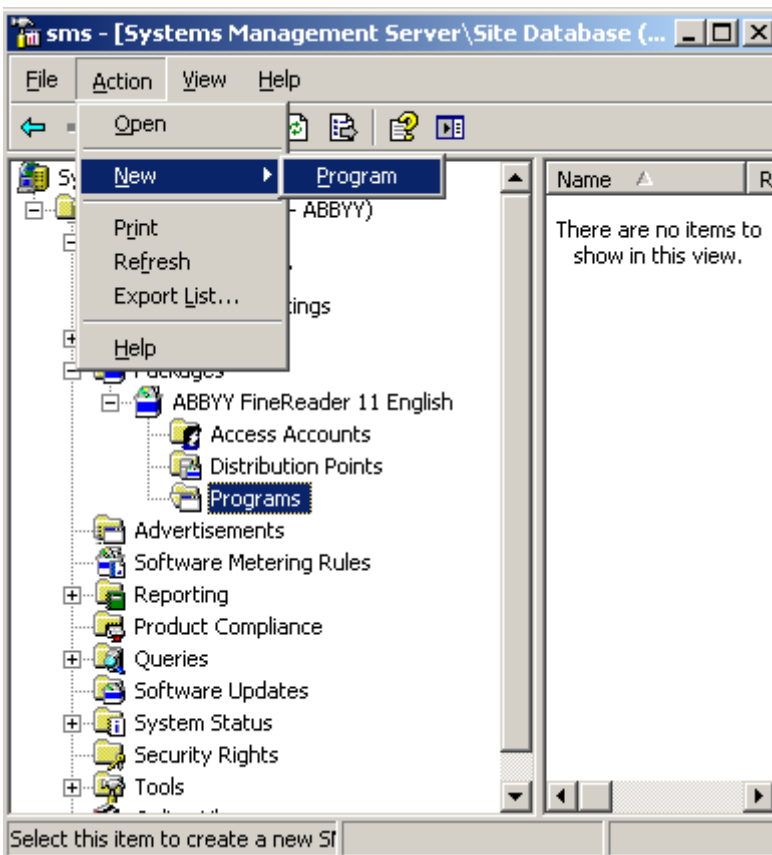 sms - [Systems Management Server\Site Database (...
File Action View Help
Open
New
Program
Print
Refresh
Export List...
Help
- ABBYY)
ings
Packages
ABBYY FineReader 11 English
Access Accounts
Distribution Points
Programs
Advertisements
Software Metering Rules
Reporting
Product Compliance
Queries
Software Updates
System Status
Security Rights
Tools
Name
R
There are no items to
show in this view.
Select this item to create a new SM